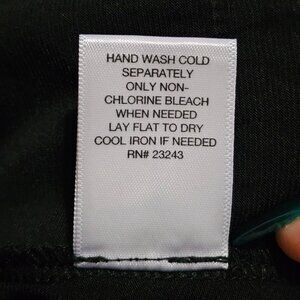 HAND WASH COLD
SEPARATELY
ONLY NON-
CHLORINE BLEACH
WHEN NEEDED
LAY FLAT TO DRY
COOL IRON IF NEEDED
RN# 23243